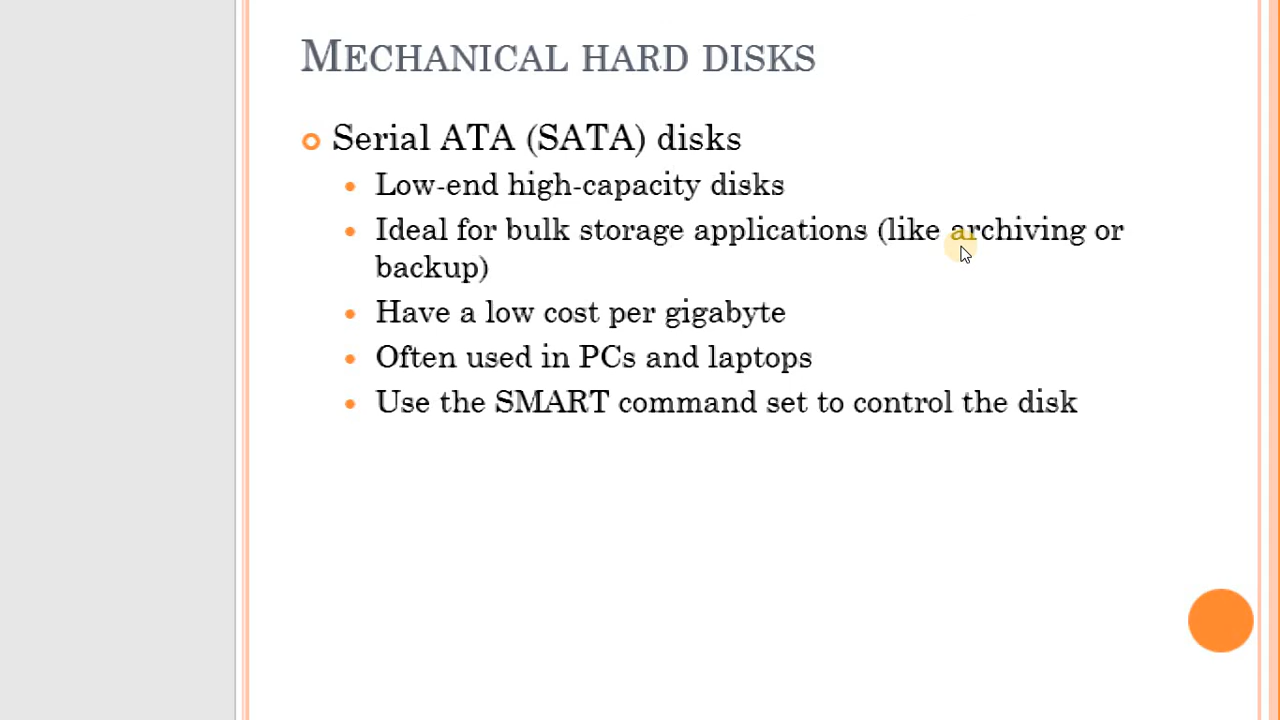 MECHANICAL HARD DISKS
Serial ATA (SATA) disks
Low-end high-capacity disks
Ideal for bulk storage applications (like archiving or
backup)
Have a low cost per gigabyte
Often used in PCs and laptops
Use the SMART command set to control the disk